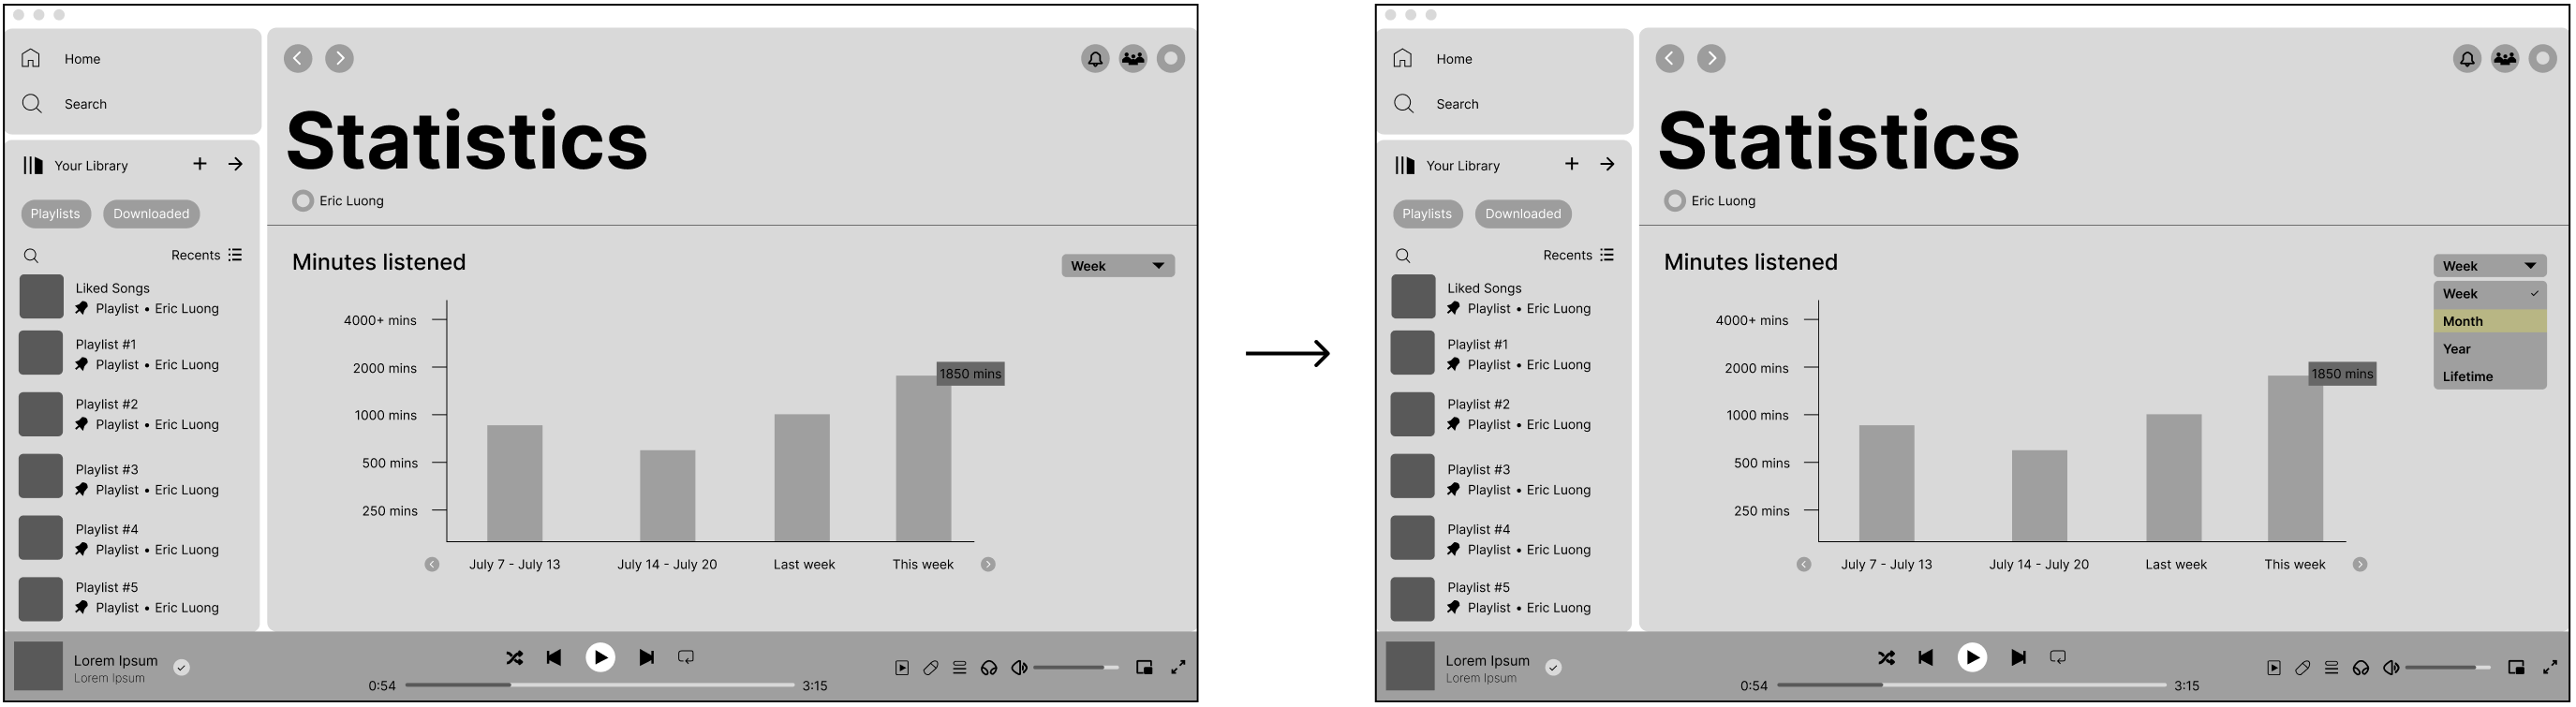 Home
Search
Your Library
Playlists Downloaded
Recents
Liked Songs
Playlist • Eric Luong
Playlist #1
Playlist • Eric Luong
Playlist #2
Playlist • Eric Luong
Playlist #3
Playlist • Eric Luong
Playlist #4
Playlist • Eric Luong
Playlist #5
Playlist • Eric Luong
Statistics
Eric Luong
Minutes listened
Week
4000+ mins
2000 mins
1000 mins
500 mins
250 mins
1850 mins
July 7 - July 13 July 14 - July 20 Last week This week
Lorem Ipsum
Lorem Ipsum
0:54 3:15
Home
Search
Your Library
Playlists Downloaded
Recents
Liked Songs
Playlist • Eric Luong
Playlist #1
Playlist • Eric Luong
Playlist #2
Playlist • Eric Luong
Playlist #3
Playlist • Eric Luong
Playlist #4
Playlist • Eric Luong
Playlist #5
Playlist • Eric Luong
Statistics
Eric Luong
Minutes listened
Week
Week
Month
Year
Lifetime
4000+ mins
2000 mins
1000 mins
500 mins
250 mins
1850 mins
July 7 - July 13 July 14 - July 20 Last week This week
Lorem Ipsum
Lorem Ipsum
0:54 3:15